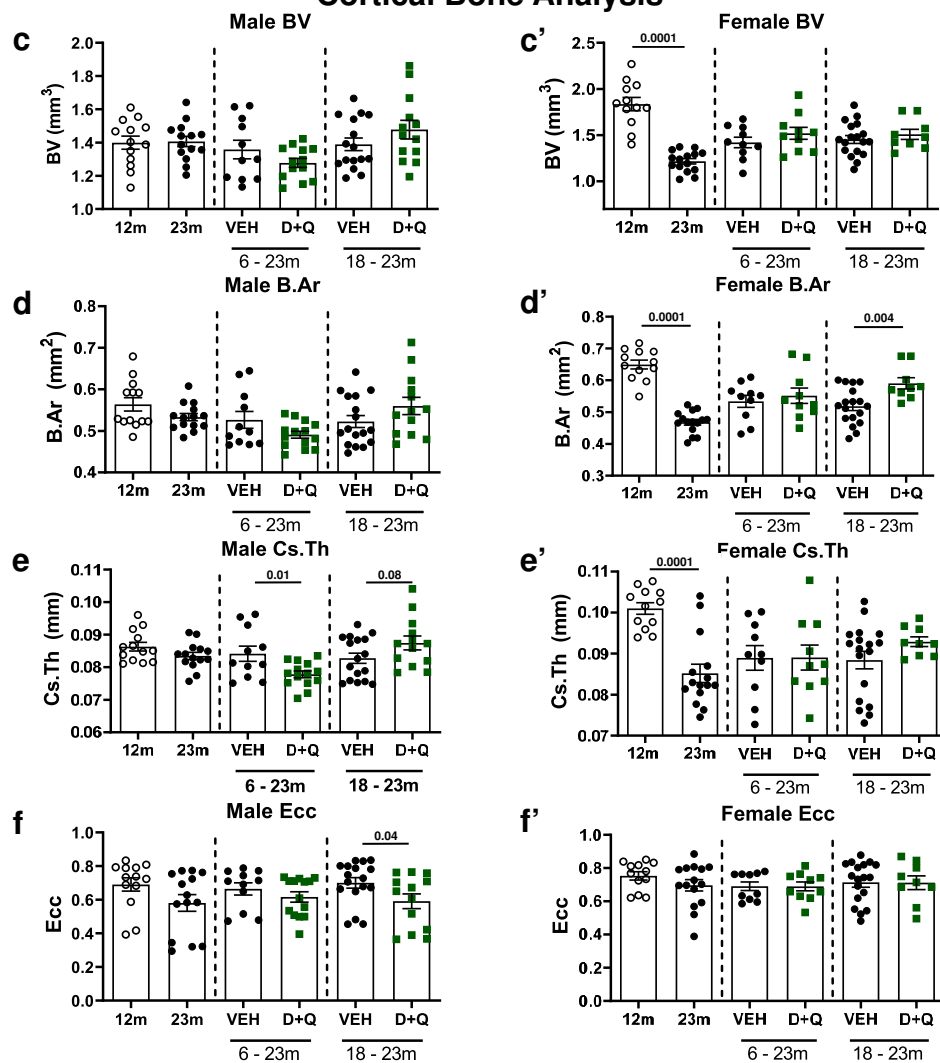 Cortical Bone Analysis
c
Male BV
BV (mm3)
2.0
1.8
1.6
1.4
1.2
1.0
12m 23m VEH D+Q VEH D+Q
6 - 23m 18 - 23m
c'
Female BV
BV (mm3)
2.5
2.0
1.5
1.0
0.0001
12m 23m VEH D+Q VEH D+Q
6 - 23m 18 - 23m
d
Male B.Ar
B.Ar (mm2)
0.8
0.7
0.6
0.5
0.4
12m 23m VEH D+Q VEH D+Q
6 - 23m 18 - 23m
d'
Female B.Ar
B.Ar (mm2)
0.8
0.7
0.6
0.5
0.4
0.3
0.0001
0.004
12m 23m VEH D+Q VEH D+Q
6 - 23m 18 - 23m
e
Male Cs.Th
Cs.Th (mm)
0.11
0.10
0.09
0.08
0.07
0.06
0.01
0.08
12m 23m VEH D+Q VEH D+Q
6 - 23m 18 - 23m
e'
Female Cs.Th
Cs.Th (mm)
0.11
0.10
0.09
0.08
0.07
0.0001
12m 23m VEH D+Q VEH D+Q
6 - 23m 18 - 23m
f
Male Ecc
Ecc
1.0
0.8
0.6
0.4
0.2
0.0
0.04
12m 23m VEH D+Q VEH D+Q
6 - 23m 18 - 23m
f'
Female Ecc
Ecc
1.0
0.8
0.6
0.4
0.2
0.0
12m 23m VEH D+Q VEH D+Q
6 - 23m 18 - 23m